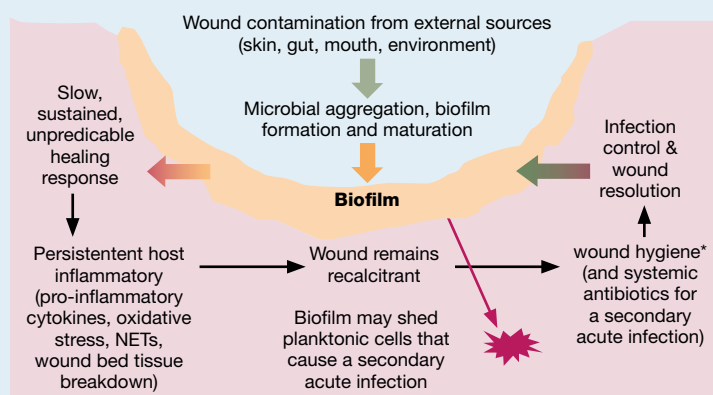 Wound contamination from external sources
(skin, gut, mouth, environment)
Microbial aggregation, biofilm
formation and maturation
Biofilm
Slow,
sustained,
unpredicable
healing
response
Persistentent host
inflammatory
(pro-inflammatory
cytokines, oxidative
stress, NETs,
wound bed tissue
breakdown)
Wound remains
recalcitrant
Biofilm may shed
planktonic cells that
cause a secondary
acute infection
wound hygiene*
(and systemic
antibiotics for
a secondary
acute infection)
Infection
control &
wound
resolution